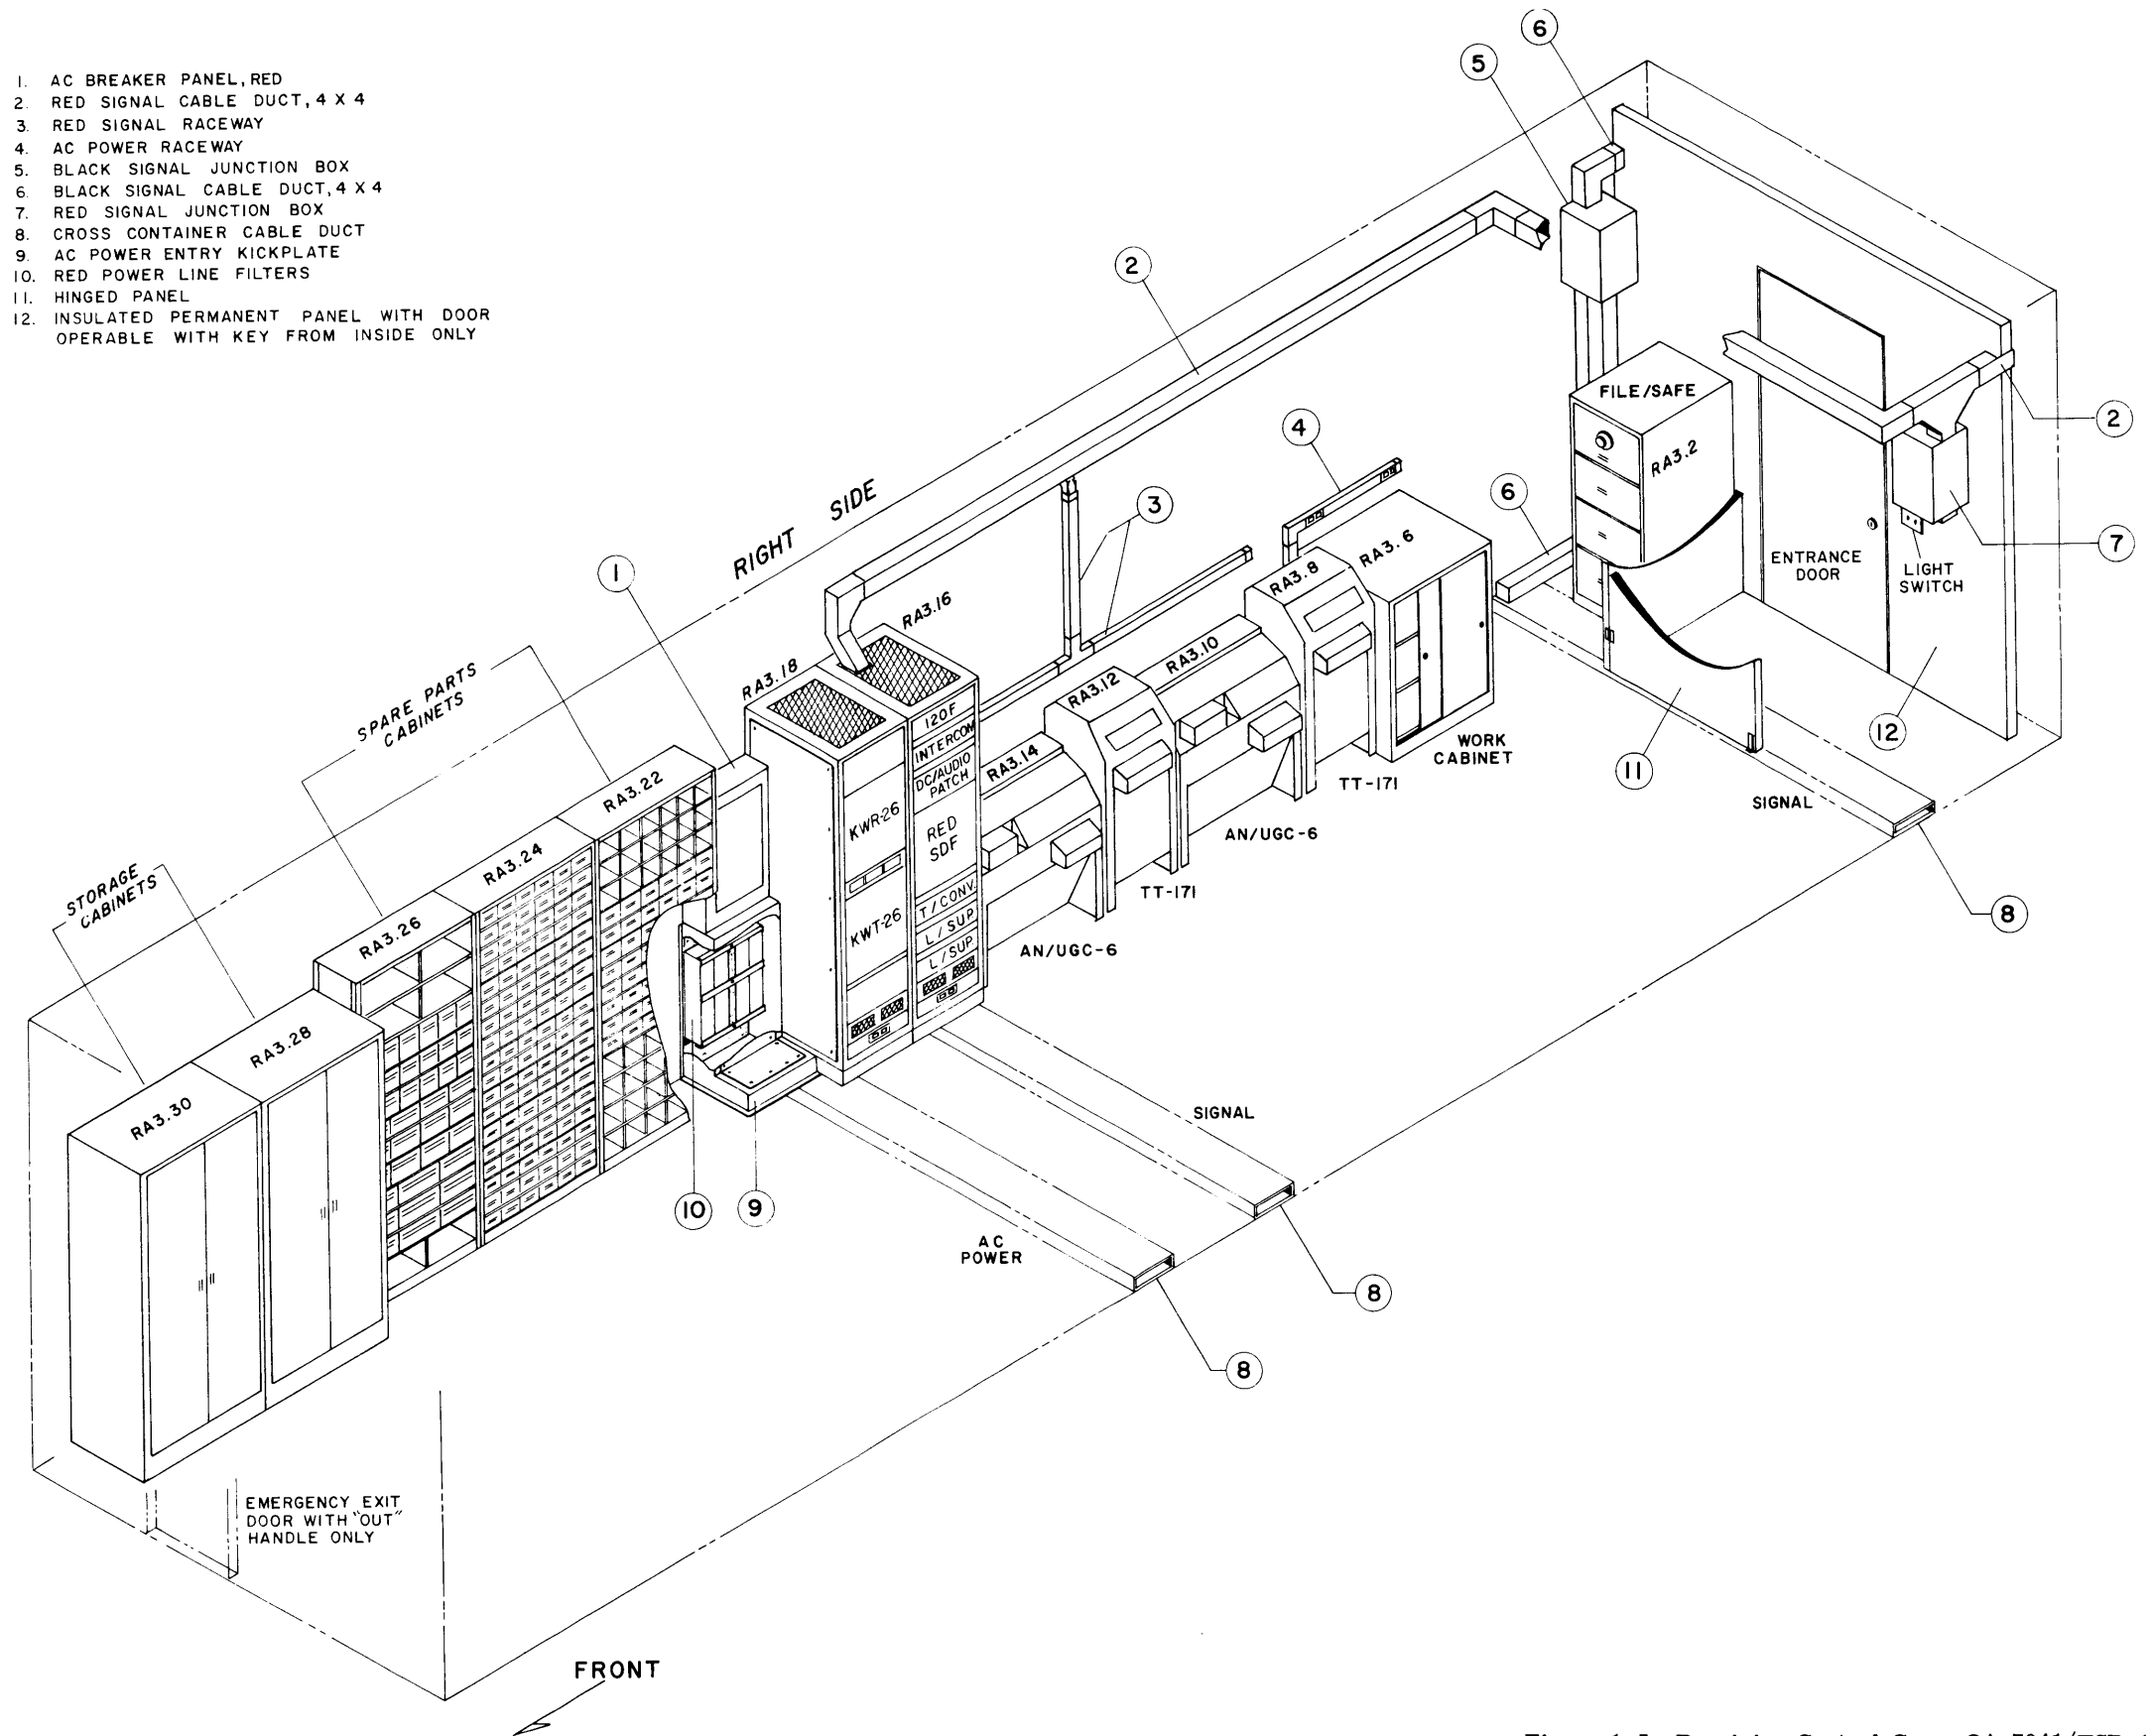 1. AC BREAKER PANEL, RED
2. RED SIGNAL CABLE DUCT, 4 X 4
3. RED SIGNAL RACEWAY
4. AC POWER RACEWAY
5. BLACK SIGNAL JUNCTION BOX
6. BLACK SIGNAL CABLE DUCT, 4 X 4
7. RED SIGNAL JUNCTION BOX
8. CROSS CONTAINER CABLE DUCT
9. AC POWER ENTRY KICKPLATE
10. RED POWER LINE FILTERS
11. HINGED PANEL
12. INSULATED PERMANENT PANEL WITH DOOR
OPERABLE WITH KEY FROM INSIDE ONLY
6
5
2
4
3
6
1
RIGHT SIDE
FILE/SAFE
RA3.2
2
7
ENTRANCE
DOOR
LIGHT
SWITCH
12
11
SIGNAL
8
RA3.6
RA3.8
RA3.10
RA3.12
RA3.14
RA3.16
RA3.18
WORK
CABINET
TT-171
AN/UGC-6
TT-171
AN/UGC-6
120F
INTERCOM
DC/AUDIO
PATCH
RED
SDF
T/CONV.
L/SUP
L/SUP
KWR-26
KWT-26
SPARE PARTS
CABINETS
RA3.22
RA3.24
RA3.26
STORAGE
CABINETS
RA3.28
RA3.30
10
9
SIGNAL
AC
POWER
8
8
EMERGENCY EXIT
DOOR WITH "OUT"
HANDLE ONLY
FRONT